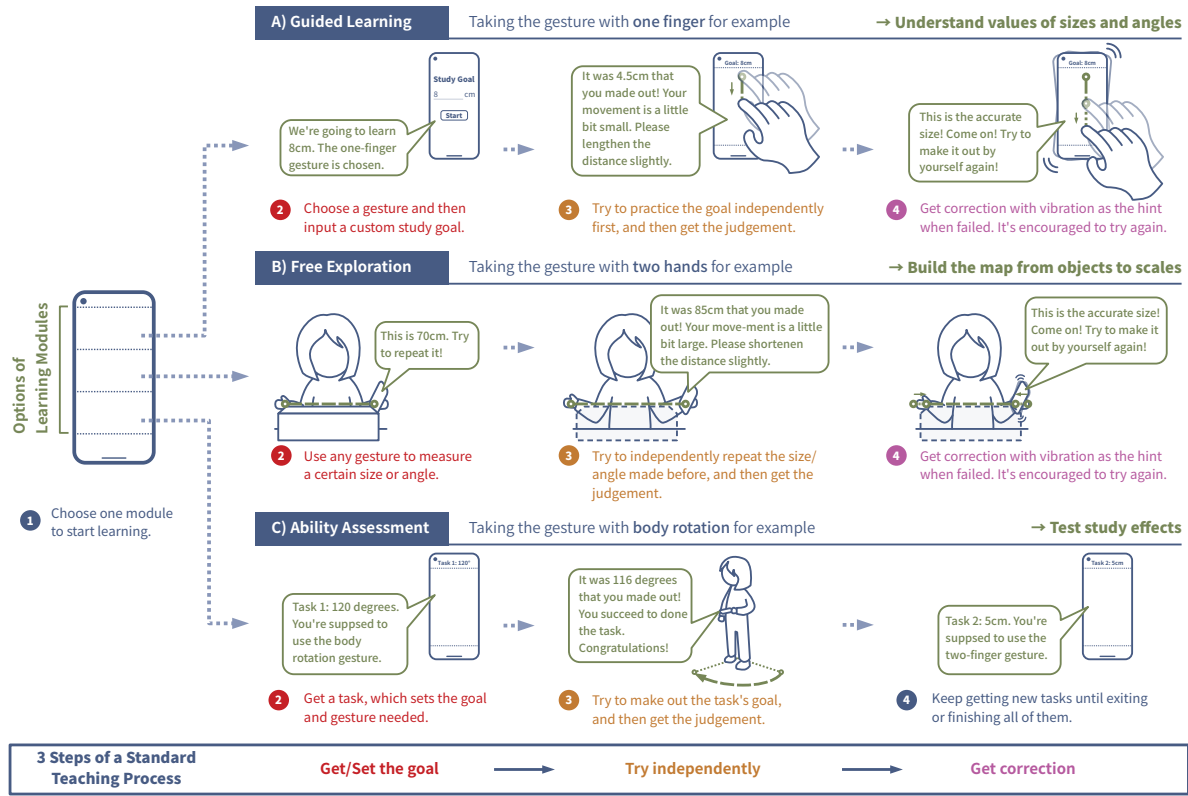 A) Guided Learning
Taking the gesture with one finger for example
→ Understand values of sizes and angles
Study Goal
8 cm
Start
We're going to learn
8cm. The one-finger
gesture is chosen.
Goal: 8cm
It was 4.5cm that
you made out! Your
movement is a little
bit small. Please
lengthen the
distance slightly.
Goal: 8cm
This is the accurate
size! Come on! Try to
make it out by
yourself again!
2
Choose a gesture and then
input a custom study goal.
3
Try to practice the goal independently
first, and then get the judgement.
4
Get correction with vibration as the hint
when failed. It's encouraged to try again.
B) Free Exploration
Taking the gesture with two hands for example
→ Build the map from objects to scales
Options of
Learning Modules
This is 70cm. Try
to repeat it!
It was 85cm that you made
out! Your move-ment is a little
bit large. Please shortenen
the distance slightly.
This is the accurate size!
Come on! Try to make it
out by yourself again!
2
Use any gesture to measure
a certain size or angle.
3
Try to independently repeat the size/
angle made before, and then get the
judgement.
4
Get correction with vibration as the hint
when failed. It's encouraged to try again.
1
Choose one module
to start learning.
C) Ability Assessment
Taking the gesture with body rotation for example
→ Test study effects
Task 1: 120°
Task 1: 120 degrees.
You're suppsed to
use the body
rotation gesture.
It was 116 degrees
that you made out!
You succeed to done
the task.
Congratulations!
Task 2: 5cm
Task 2: 5cm. You're
suppsed to use the
two-finger gesture.
2
Get a task, which sets the goal
and gesture needed.
3
Try to make out the task's goal,
and then get the judgement.
4
Keep getting new tasks until exiting
or finishing all of them.
3 Steps of a Standard
Teaching Process
Get/Set the goal
Try independently
Get correction